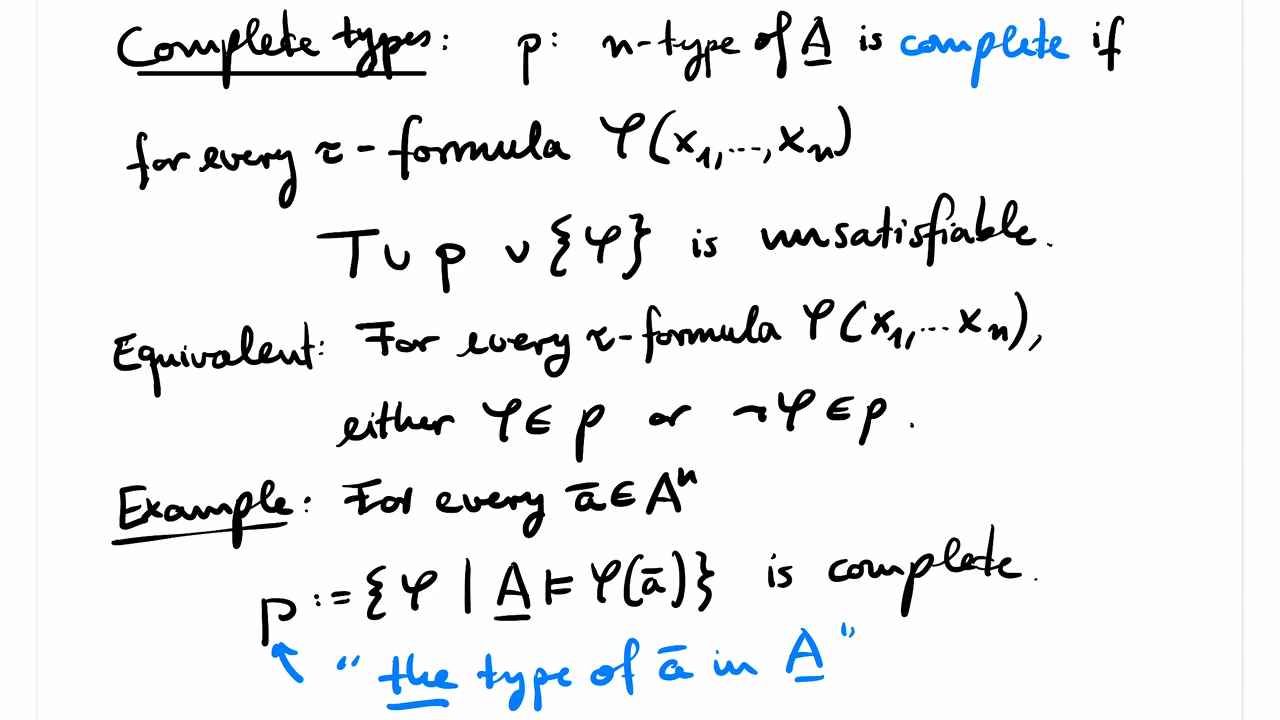 Complete types: p: n-type of A is complete if
for every τ-formula φ(x₁,...,xₙ)
T ∪ p ∪ {φ} is unsatisfiable.
Equivalent: For every τ-formula φ(x₁,...xₙ),
either φ ∈ p or ¬φ ∈ p.
Example: For every ā ∈ Aⁿ
p := {φ | A ⊨ φ(ā)} is complete.
"the type of ā in A"